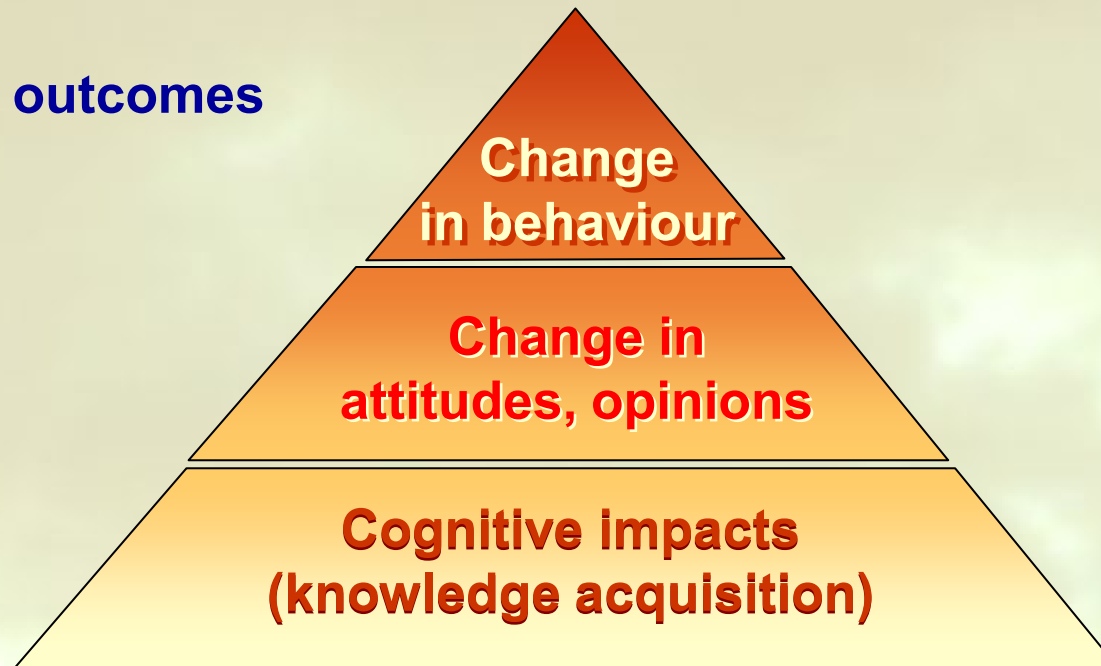 outcomes
Change
in behaviour
Change in
attitudes, opinions
Cognitive impacts
(knowledge acquisition)